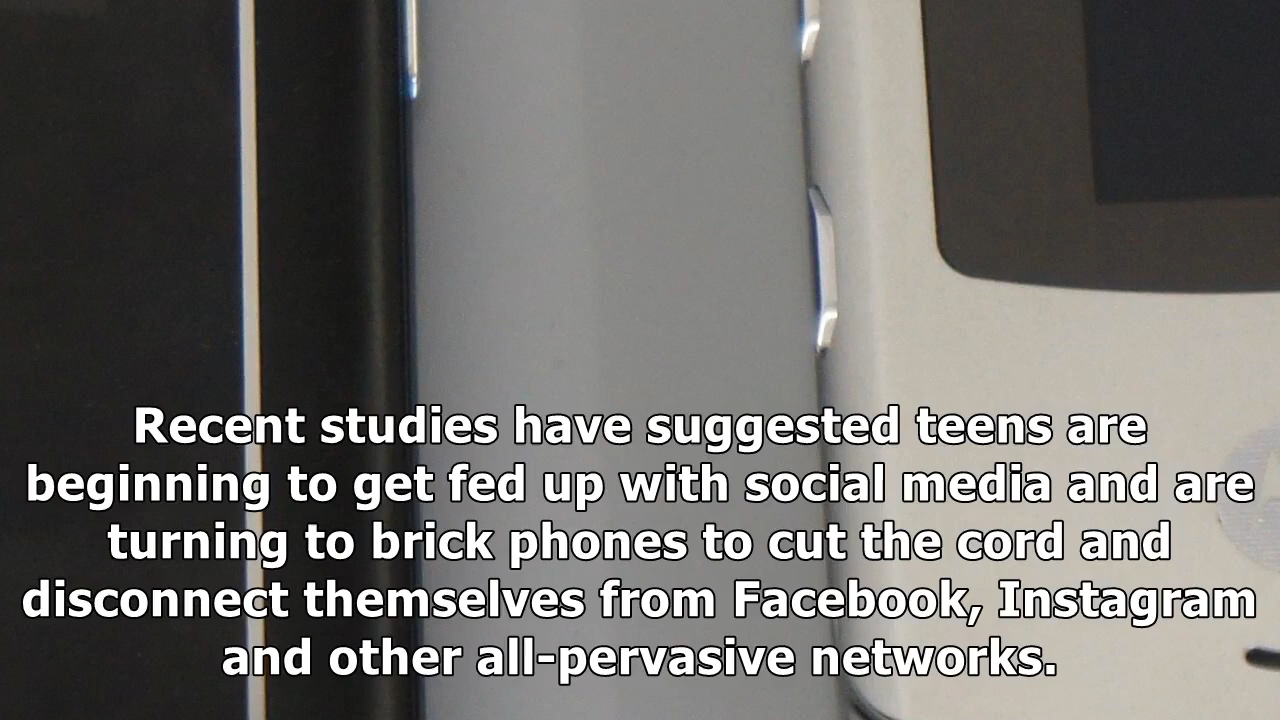 Recent studies have suggested teens are
beginning to get fed up with social media and are
turning to brick phones to cut the cord and
disconnect themselves from Facebook, Instagram
and other all-pervasive networks.